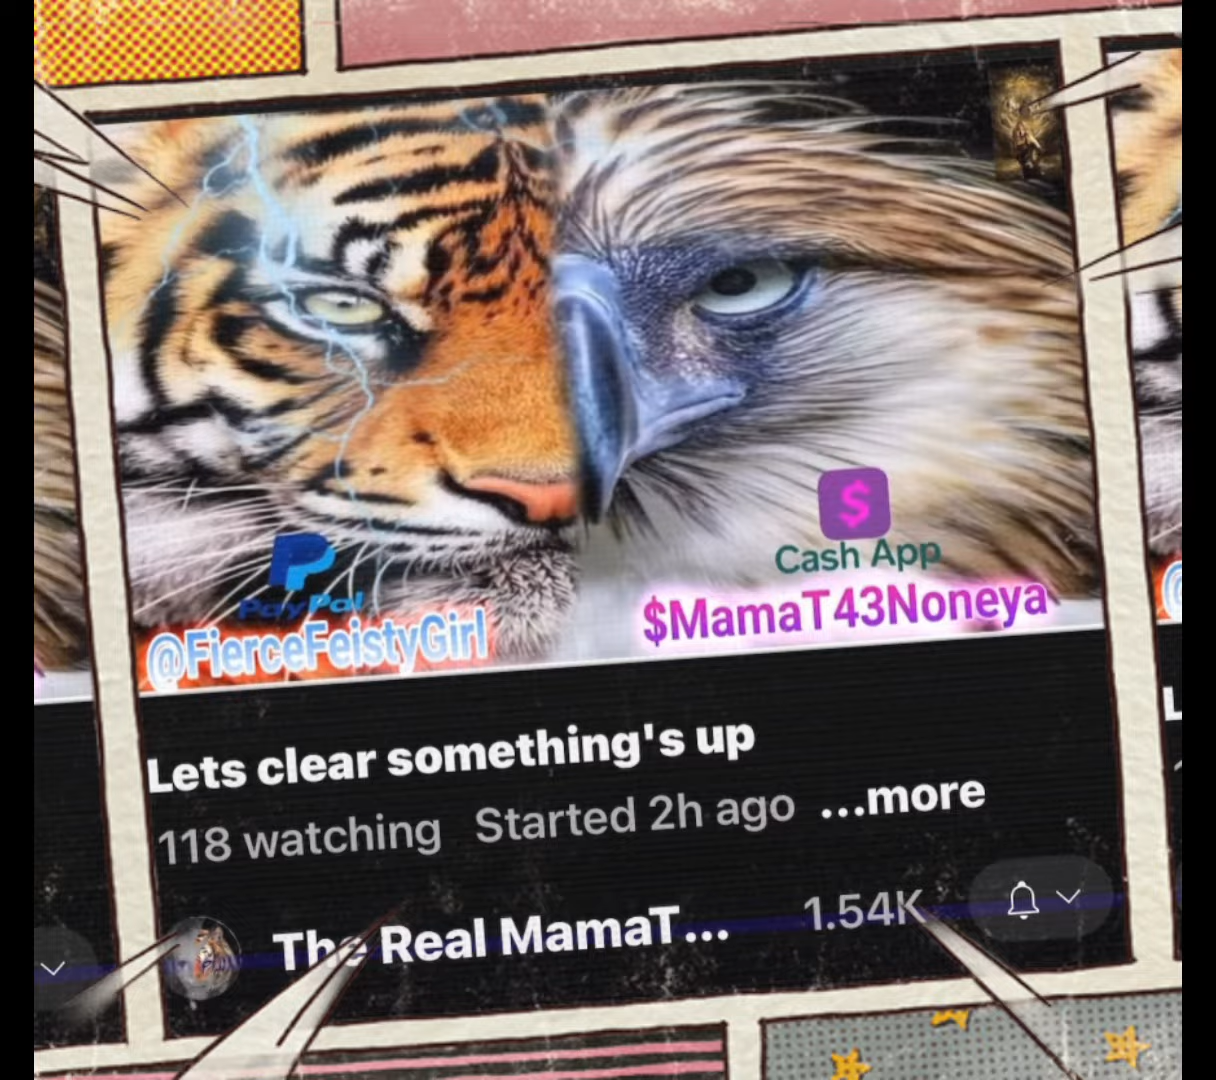 PayPal
@FierceFeistyGirl
$
Cash App
$MamaT43Noneya
Lets clear something's up
118 watching Started 2h ago ...more
The Real MamaT... 1.54K